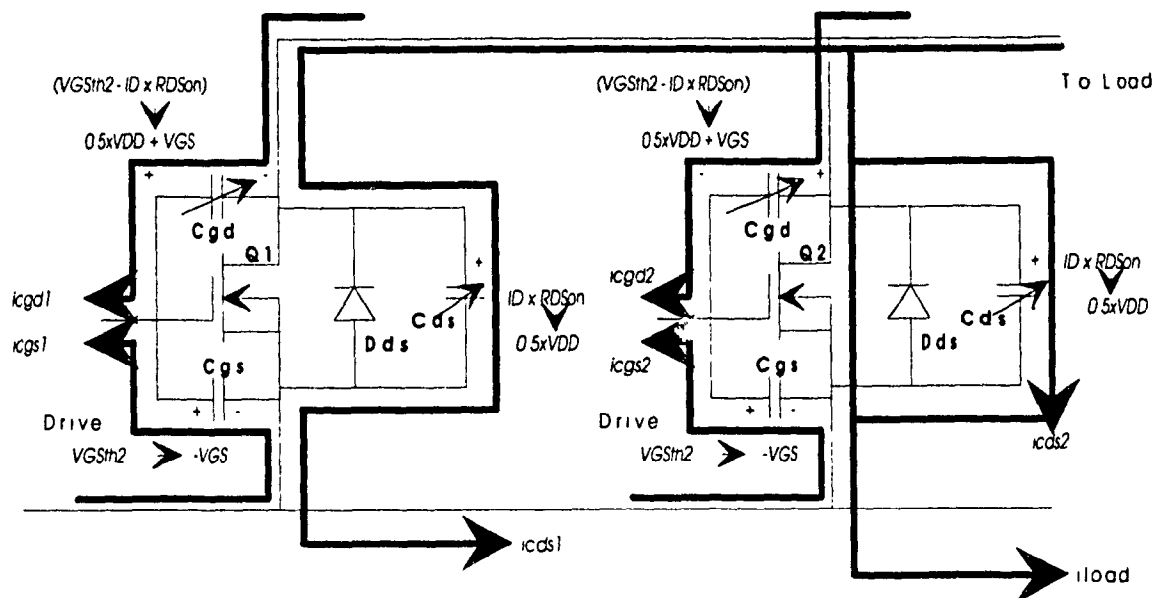 (VGSth2 - ID x RDSon)
0 5xVDD + VGS
+
-
Cgd
Q1
icgd1
icgs1
Cgs
+ -
Drive
VGSth2
-VGS
Dds
Cds
+
-
ID x RDSon
0 5xVDD
icds1
(VGSth2 - ID x RDSon)
0 5xVDD + VGS
-
+
Cgd
Q2
icgd2
icgs2
Cgs
+ -
Drive
VGSth2
-VGS
Dds
Cds
+
ID x RDSon
0 5xVDD
icds2
To Load
iload